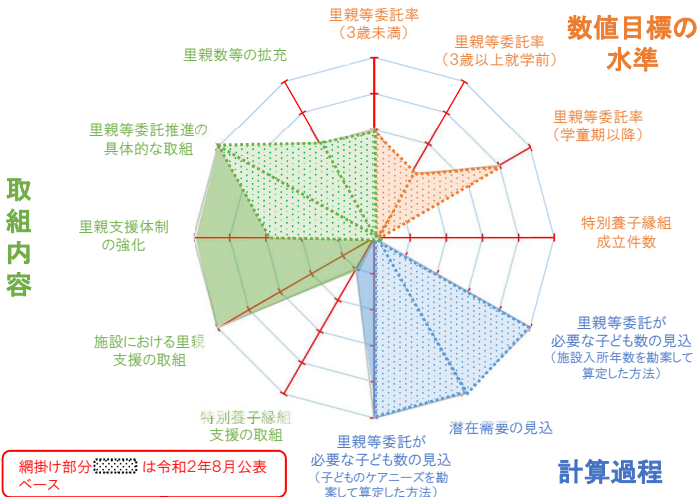 里親等委託率
(3歳未満)
数値目標の
水準
里親等委託率
(3歳以上就学前)
里親数等の拡充
里親等委託率
(学童期以降)
里親等委託推進の
具体的な取組
取組内容
里親支援体制
の強化
特別養子縁組
成立件数
施設における里親
支援の取組
里親等委託が
必要な子ども数の見込
(施設入所年数を勘案して
算定した方法)
特別養子縁組
支援の取組
潜在需要の見込
里親等委託が
必要な子ども数の見込
(子どものケアニーズを勘
案して算定した方法)
計算過程
網掛け部分 は令和2年8月公表
ベース